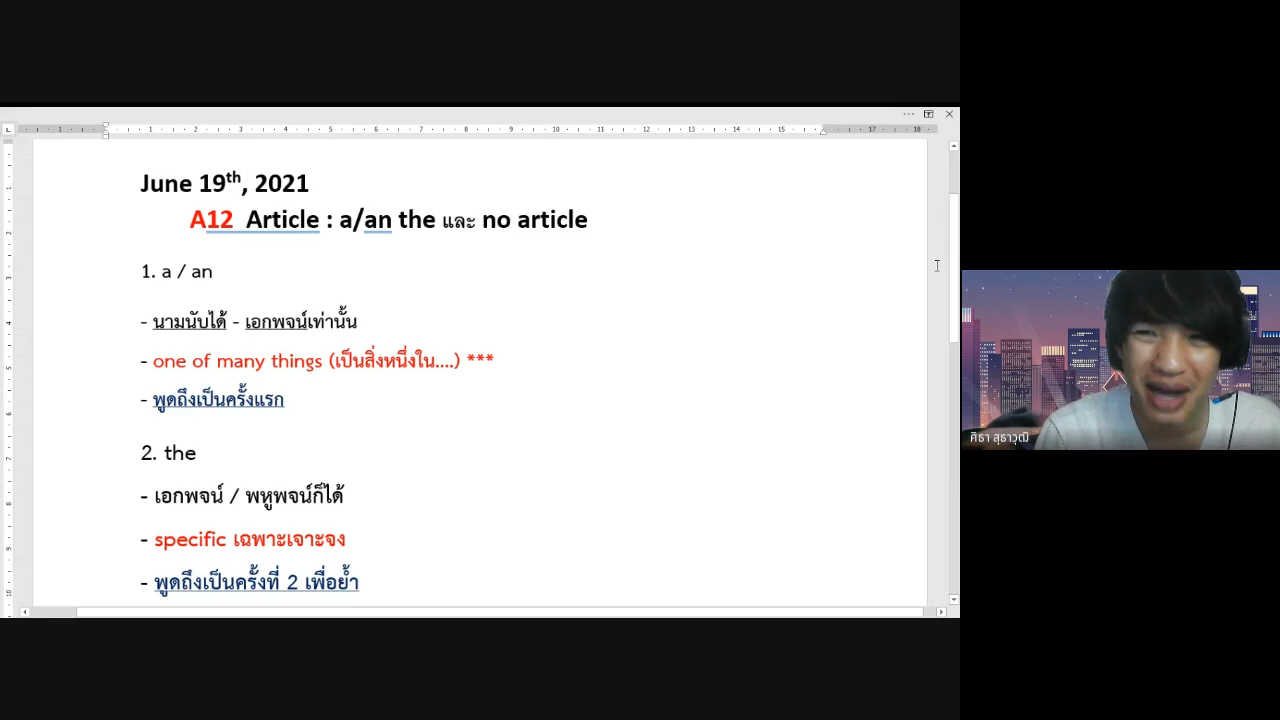 June 19th, 2021
A12 Article : a/an the และ no article
1. a / an
- นามนับได้ - เอกพจน์เท่านั้น
- one of many things (เป็นสิ่งหนึ่งใน....) ***
- พูดถึงเป็นครั้งแรก
2. the
- เอกพจน์ / พหูพจน์ก็ได้
- specific เฉพาะเจาะจง
- พูดถึงเป็นครั้งที่ 2 เพื่อย้ำ
ศิธา สุธาวุฒิ